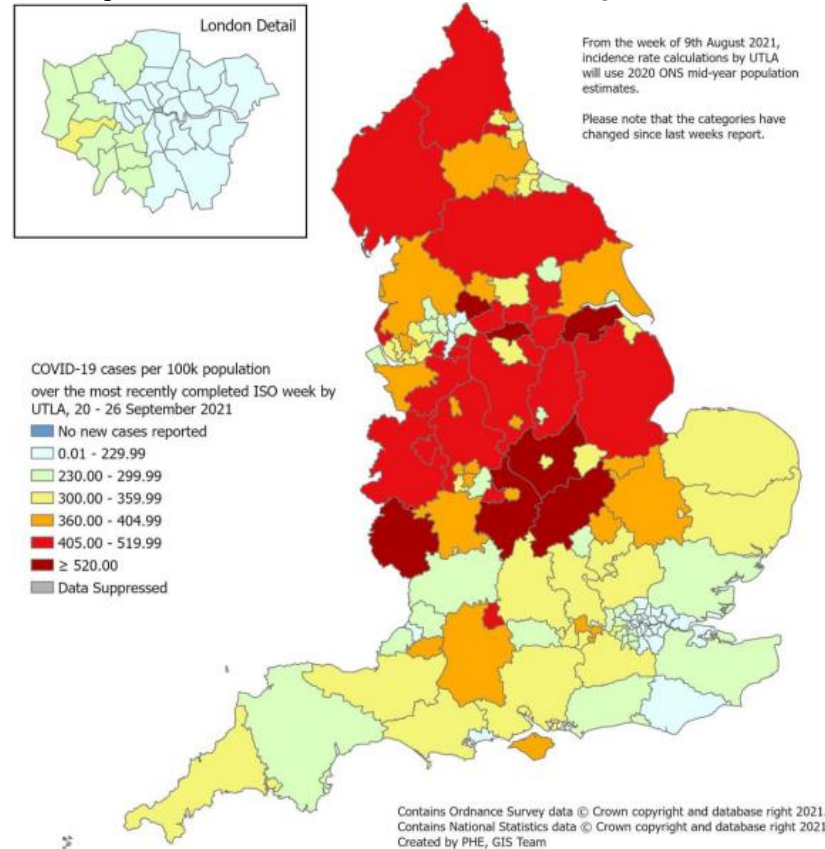 London Detail
From the week of 9th August 2021,
incidence rate calculations by UTLA
will use 2020 ONS mid-year population
estimates.
Please note that the categories have
changed since last weeks report.
COVID-19 cases per 100k population
over the most recently completed ISO week by
UTLA, 20 - 26 September 2021
No new cases reported
0.01 - 229.99
230.00 - 299.99
300.00 - 359.99
360.00 - 404.99
405.00 - 519.99
≥ 520.00
Data Suppressed
Contains Ordnance Survey data © Crown copyright and database right 2021.
Contains National Statistics data © Crown copyright and database right 2021
Created by PHE, GIS Team